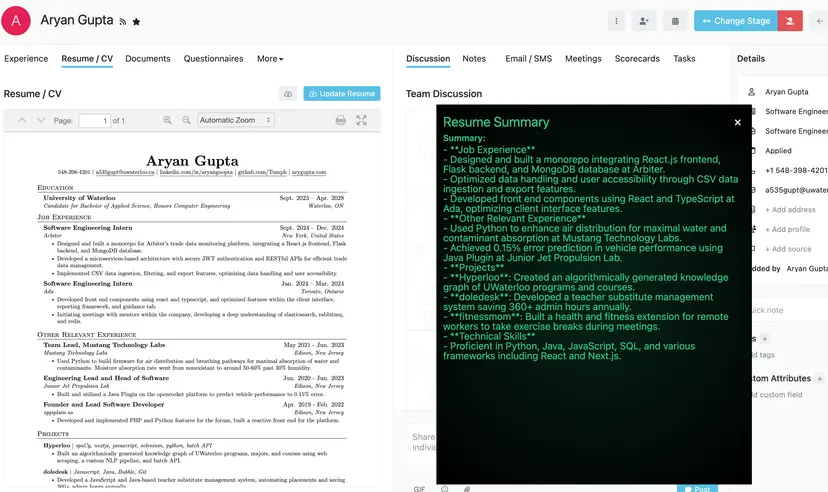 A
Aryan Gupta
Change Stage
Experience
Resume / CV
Documents
Questionnaires
More
Resume / CV
Update Resume
Page:
1
of 1
Automatic Zoom
Aryan Gupta
548-398-4201 | a535gupt@uwaterloo.ca | linkedin.com/in/aryangoopta | github.com/Tumph | arygupta.com
Education
University of Waterloo Sept. 2023 – Apr. 2028
Candidate for Bachelor of Applied Science, Honors Computer Engineering Waterloo, ON
Job Experience
Software Engineering Intern Sept. 2024 – Dec. 2024
Arbiter New York, United States
• Designed and built a monorepo for Arbiter's trade data monitoring platform, integrating a React.js frontend, Flask
backend, and MongoDB database.
• Developed a microservices-based architecture with secure JWT authentication and RESTful APIs for efficient trade
data management.
• Implemented CSV data ingestion, filtering, and export features, optimizing data handling and user accessibility.
Software Engineering Intern Jan. 2024 – Mar. 2024
Ada Toronto, Ontario
• Developed front end components using react and typescript, and optimized features within the client interface,
reporting framework, and guidance tab.
• Initiating meetings with mentors within the company, developing a deep understanding of elasticsearch, rabbitmq,
and redis.
Other Relevant Experience
Team Lead, Mustang Technology Labs May 2021 - Jun. 2023
Mustang Technology Labs Edison, New Jersey
• Used Python to build firmware for air distribution and breathing pathways for maximal absorption of water and
contaminants. Moisture absorption rate went from nonexistent to around 50-60% past 30% humidity.
Engineering Lead and Head of Software Jun. 2020 - Jun. 2023
Junior Jet Propulsion Lab Edison, New Jersey
• Built and utilized a Java Plugin on the openrocket platform to predict vehicle performance to 0.15% error.
Founder and Lead Software Developer Apr. 2019 - Feb. 2022
Edison, New Jersey
• Developed and implemented PHP and Python features for the forum, built a reactive front end for the platform.
Projects
Hyperloo | spaCy, nextjs, javascript, selenium, python, batch API
• Built an algorithmically generated knowledge graph of UWaterloo programs, majors, and courses using web
scraping, a custom NLP pipeline, and batch API.
doledesk | Javascript, Java, Bubble, Git
• Developed a JavaScript and Java-based teacher substitute management system, automating placements and saving
360+ admin hours annually.
Discussion
Notes
Email / SMS
Meetings
Scorecards
Tasks
Team Discussion
Resume Summary
×
Summary:
- **Job Experience**
- Designed and built a monorepo integrating React.js frontend,
Flask backend, and MongoDB database at Arbiter.
- Optimized data handling and user accessibility through CSV data
ingestion and export features.
- Developed front end components using React and TypeScript at
Ada, optimizing client interface features.
- **Other Relevant Experience**
- Used Python to enhance air distribution for maximal water and
contaminant absorption at Mustang Technology Labs.
- Achieved 0.15% error prediction in vehicle performance using
Java Plugin at Junior Jet Propulsion Lab.
- **Projects**
- **Hyperloo**: Created an algorithmically generated knowledge
graph of UWaterloo programs and courses.
- **doledesk**: Developed a teacher substitute management
system saving 360+ admin hours annually.
- **fitnessmom**: Built a health and fitness extension for remote
workers to take exercise breaks during meetings.
- **Technical Skills**
- Proficient in Python, Java, JavaScript, SQL, and various
frameworks including React and Next.js.
Share
indivi
GIF
Post
Details
Aryan Gupta
Software Engineer
Software Engineer
Applied
+1 548-398-4201
a535gupt@uwater
+ Add address
+ Add profile
+ Add source
dded by Aryan Gupta
uick note
s +
dd tags
stom Attributes +
dd custom field